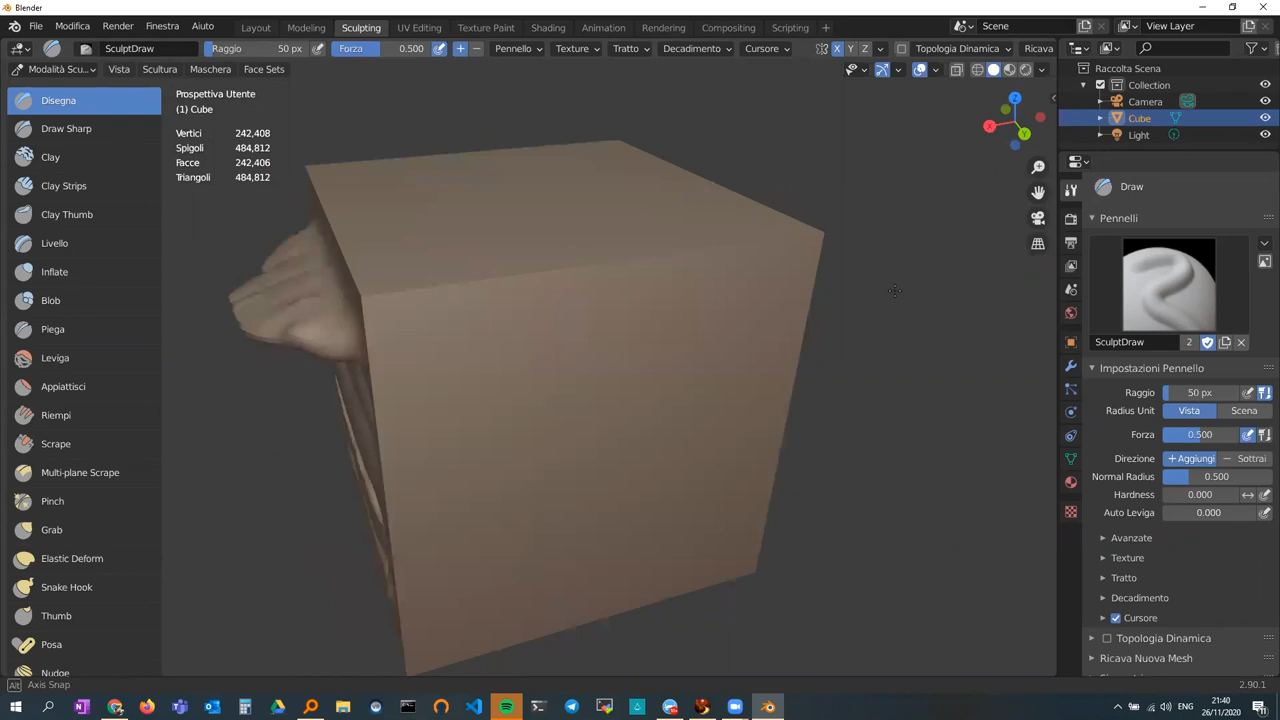 Blender
File Modifica Render Finestra Aiuto Layout Modeling Sculpting UV Editing Texture Paint Shading Animation Rendering Compositing Scripting + Scene View Layer
SculptDraw Raggio 50 px Forza 0.500 Pennello Texture Tratto Decadimento Cursore X Y Z Topologia Dinamica Ricava
Modalità Scu... Vista Scultura Maschera Face Sets
Raccolta Scena
Collection
Camera
Cube
Light
Prospettiva Utente
(1) Cube
Vertici 242,408
Spigoli 484,812
Facce 242,406
Triangoli 484,812
Z
X
Y
Disegna
Draw Sharp
Clay
Clay Strips
Clay Thumb
Livello
Inflate
Blob
Piega
Leviga
Appiattisci
Riempi
Scrape
Multi-plane Scrape
Pinch
Grab
Elastic Deform
Snake Hook
Thumb
Posa
Nudge
Draw
Pennelli
SculptDraw 2
Impostazioni Pennello
Raggio 50 px
Radius Unit Vista Scena
Forza 0.500
Direzione + Aggiungi − Sottrai
Normal Radius 0.500
Hardness 0.000
Auto Leviga 0.000
Avanzate
Texture
Tratto
Decadimento
Cursore
Topologia Dinamica
Ricava Nuova Mesh
Alt Axis Snap 2.90.1
ENG 21:40
26/11/2020